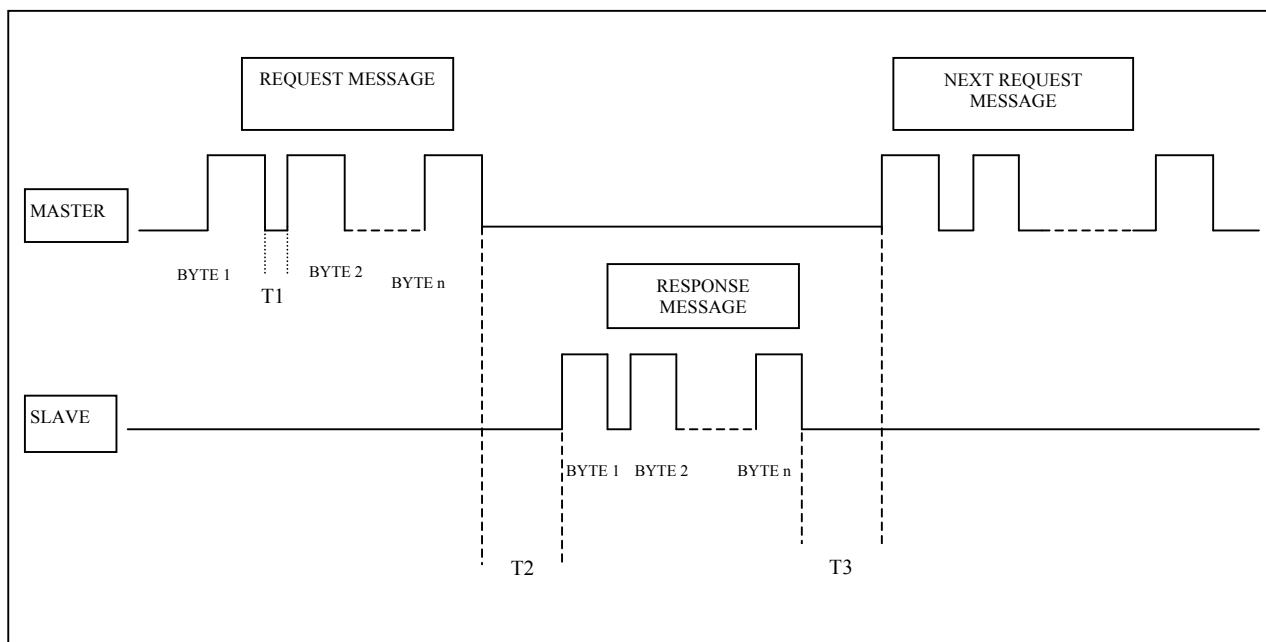 REQUEST MESSAGE
NEXT REQUEST
MESSAGE
MASTER
BYTE 1
BYTE 2
BYTE n
T1
RESPONSE
MESSAGE
SLAVE
BYTE 1
BYTE 2
BYTE n
T2
T3